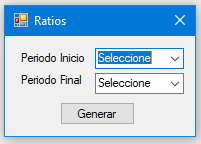 Ratios
Periodo Inicio Seleccione
Periodo Final Seleccione
Generar